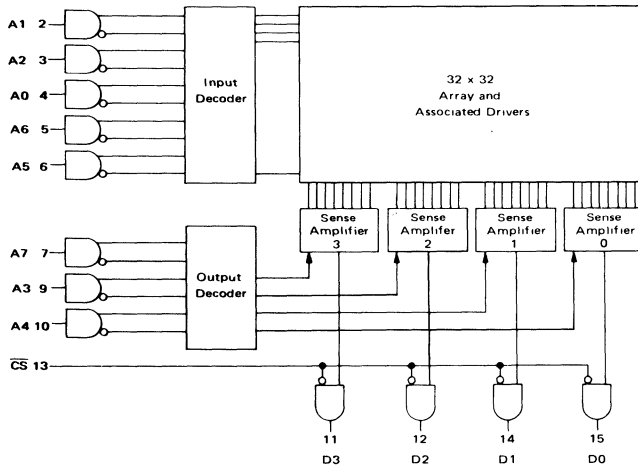 A1 2
A2 3
A0 4
A6 5
A5 6
Input
Decoder
32 x 32
Array and
Associated Drivers
Sense
Amplifier
3
Sense
Amplifer
2
Sense
Amplifier
1
Sense
Amplifier
0
A7 7
A3 9
A4 10
Output
Decoder
CS 13
11
12
14
15
D3
D2
D1
D0